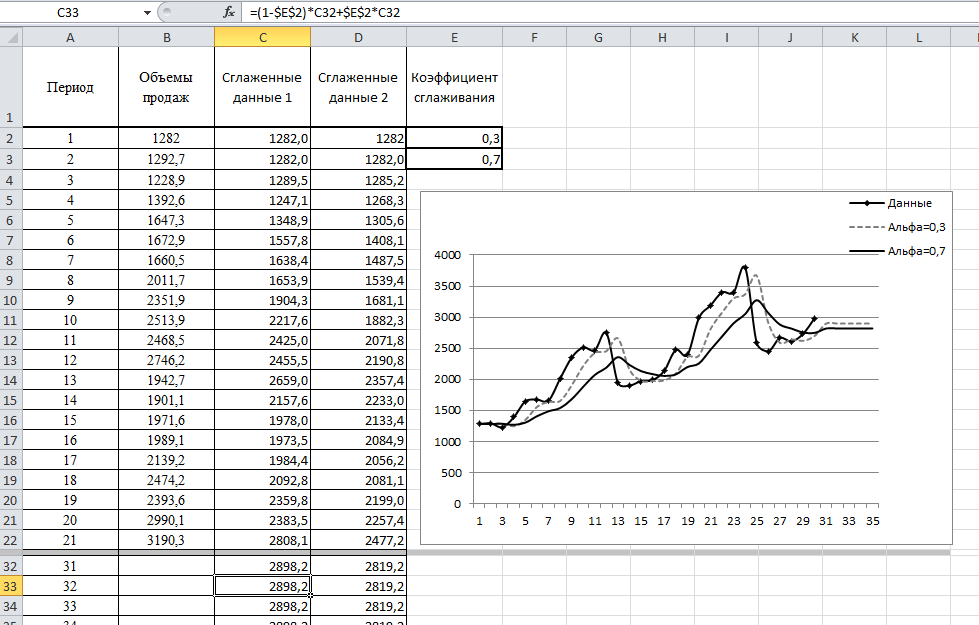 C33 fx =(1-$E$2)*C32+$E$2*C32
A B C D E F G H I J K L
1 Период Объемы продаж Сглаженные данные 1 Сглаженные данные 2 Коэффициент сглаживания
2 1 1282 1282,0 1282 0,3
3 2 1292,7 1282,0 1282,0 0,7
4 3 1228,9 1289,5 1285,2
5 4 1392,6 1247,1 1268,3
6 5 1647,3 1348,9 1305,6
7 6 1672,9 1557,8 1408,1
8 7 1660,5 1638,4 1487,5
9 8 2011,7 1653,9 1539,4
10 9 2351,9 1904,3 1681,1
11 10 2513,9 2217,6 1882,3
12 11 2468,5 2425,0 2071,8
13 12 2746,2 2455,5 2190,8
14 13 1942,7 2659,0 2357,4
15 14 1901,1 2157,6 2233,0
16 15 1971,6 1978,0 2133,4
17 16 1989,1 1973,5 2084,9
18 17 2139,2 1984,4 2056,2
19 18 2474,2 2092,8 2081,1
20 19 2393,6 2359,8 2199,0
21 20 2990,1 2383,5 2257,4
22 21 3190,3 2808,1 2477,2
32 31 2898,2 2819,2
33 32 2898,2 2819,2
34 33 2898,2 2819,2
Данные
Альфа=0,3
Альфа=0,7
4000
3500
3000
2500
2000
1500
1000
500
0
1 3 5 7 9 11 13 15 17 19 21 23 25 27 29 31 33 35